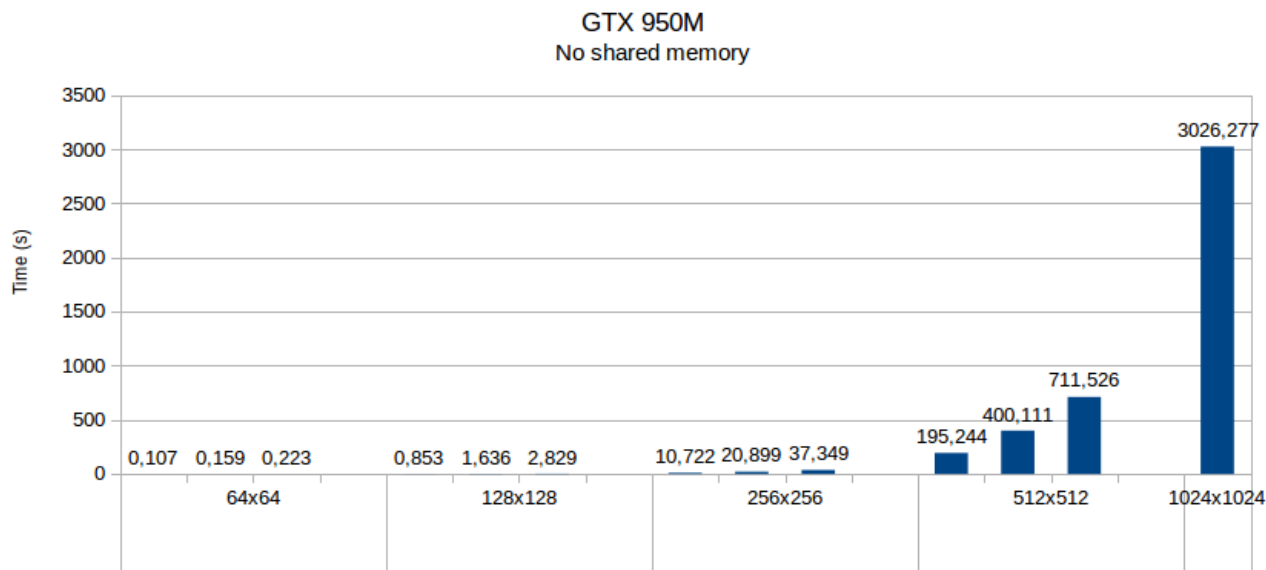 GTX 950M
No shared memory
3500
3000
2500
2000
1500
1000
500
0
Time (s)
0,107 0,159 0,223
0,853 1,636 2,829
10,722 20,899 37,349
195,244
400,111
711,526
3026,277
64x64
128x128
256x256
512x512
1024x1024